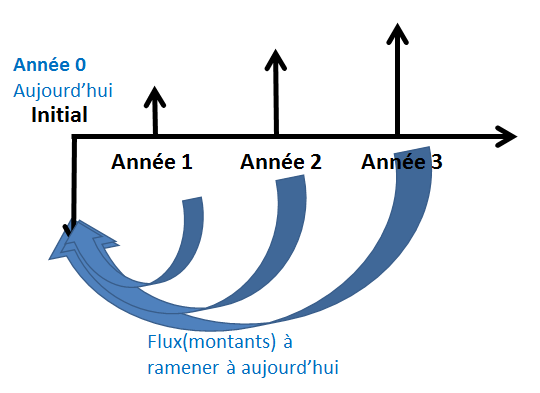 Année 0
Aujourd’hui
Initial
Année 1
Année 2
Année 3
Flux(montants) à
ramener à aujourd’hui